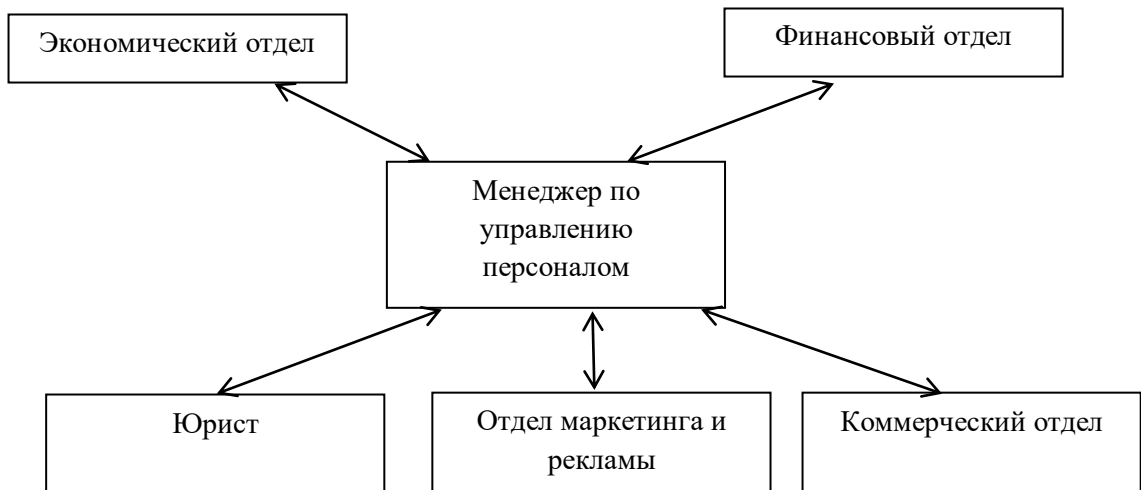 Экономический отдел
Финансовый отдел
Менеджер по
управлению
персоналом
Юрист
Отдел маркетинга и
рекламы
Коммерческий отдел